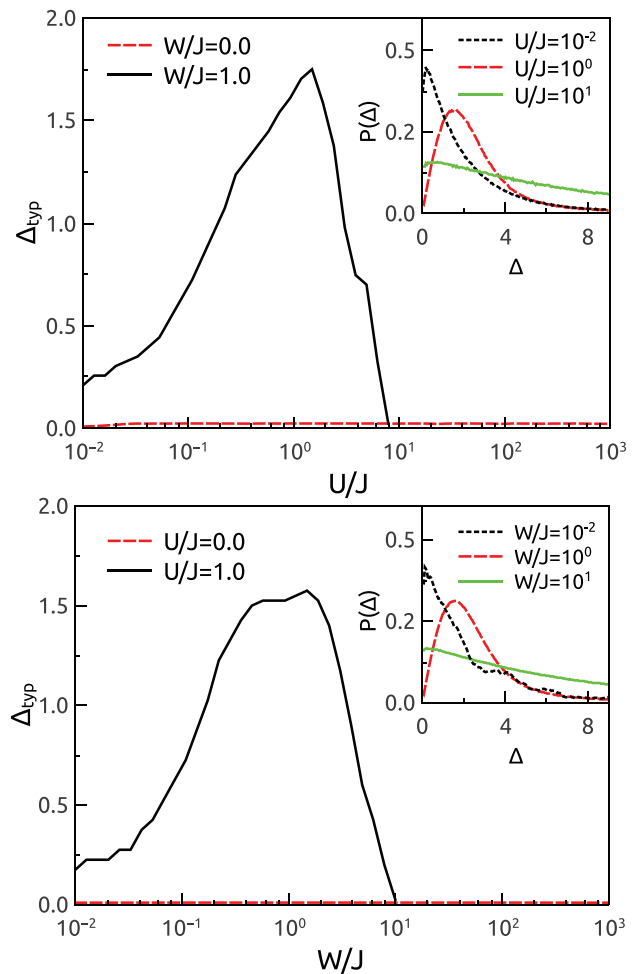 2.0
1.5
1.0
0.5
0.0
Δtyp
W/J=0.0
W/J=1.0
0.5
0.2
0.0
P(Δ)
U/J=10⁻²
U/J=10⁰
U/J=10¹
0 4 8
Δ
10⁻² 10⁻¹ 10⁰ 10¹ 10² 10³
U/J
2.0
1.5
1.0
0.5
0.0
Δtyp
U/J=0.0
U/J=1.0
0.5
0.2
0.0
P(Δ)
W/J=10⁻²
W/J=10⁰
W/J=10¹
0 4 8
Δ
10⁻² 10⁻¹ 10⁰ 10¹ 10² 10³
W/J